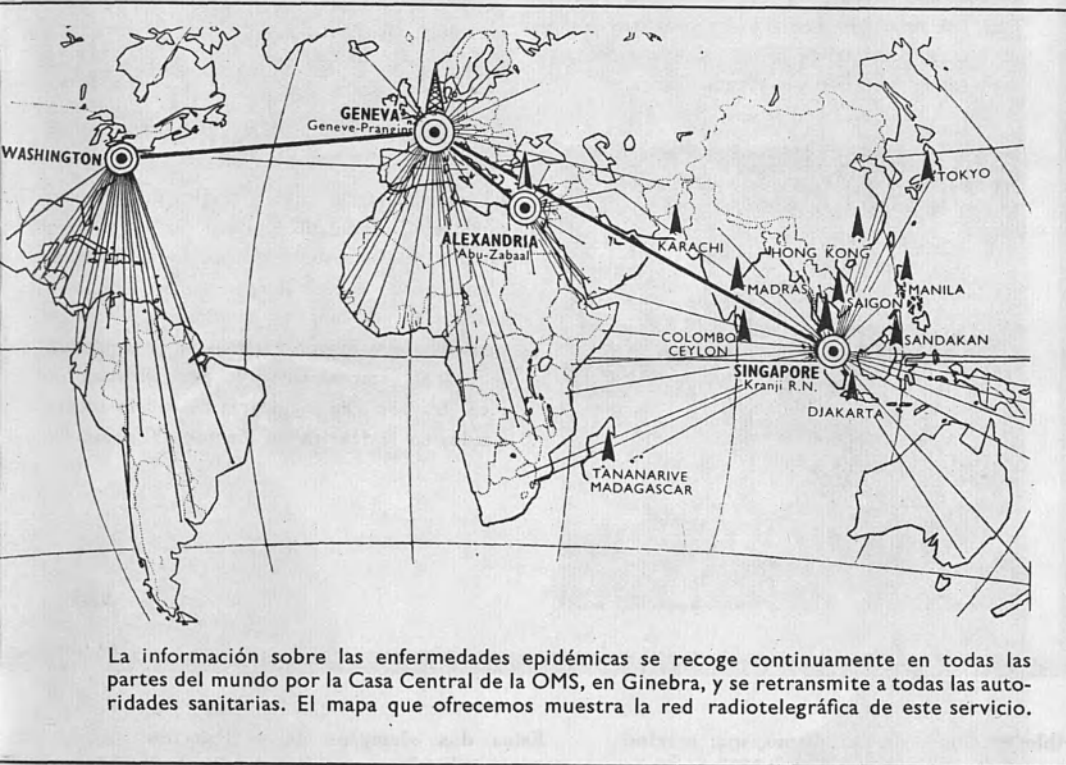 GENEVA
Geneve-Prangins
WASHINGTON
TOKYO
ALEXANDRIA
Abu-Zabaal
KARACHI
HONG KONG
MADRAS
SAIGON
MANILA
COLOMBO
CEYLON
SANDAKAN
SINGAPORE
Kranji R.N.
DJAKARTA
TANANARIVE
MADAGASCAR
La información sobre las enfermedades epidémicas se recoge continuamente en todas las
partes del mundo por la Casa Central de la OMS, en Ginebra, y se retransmite a todas las auto-
ridades sanitarias. El mapa que ofrecemos muestra la red radiotelegráfica de este servicio.